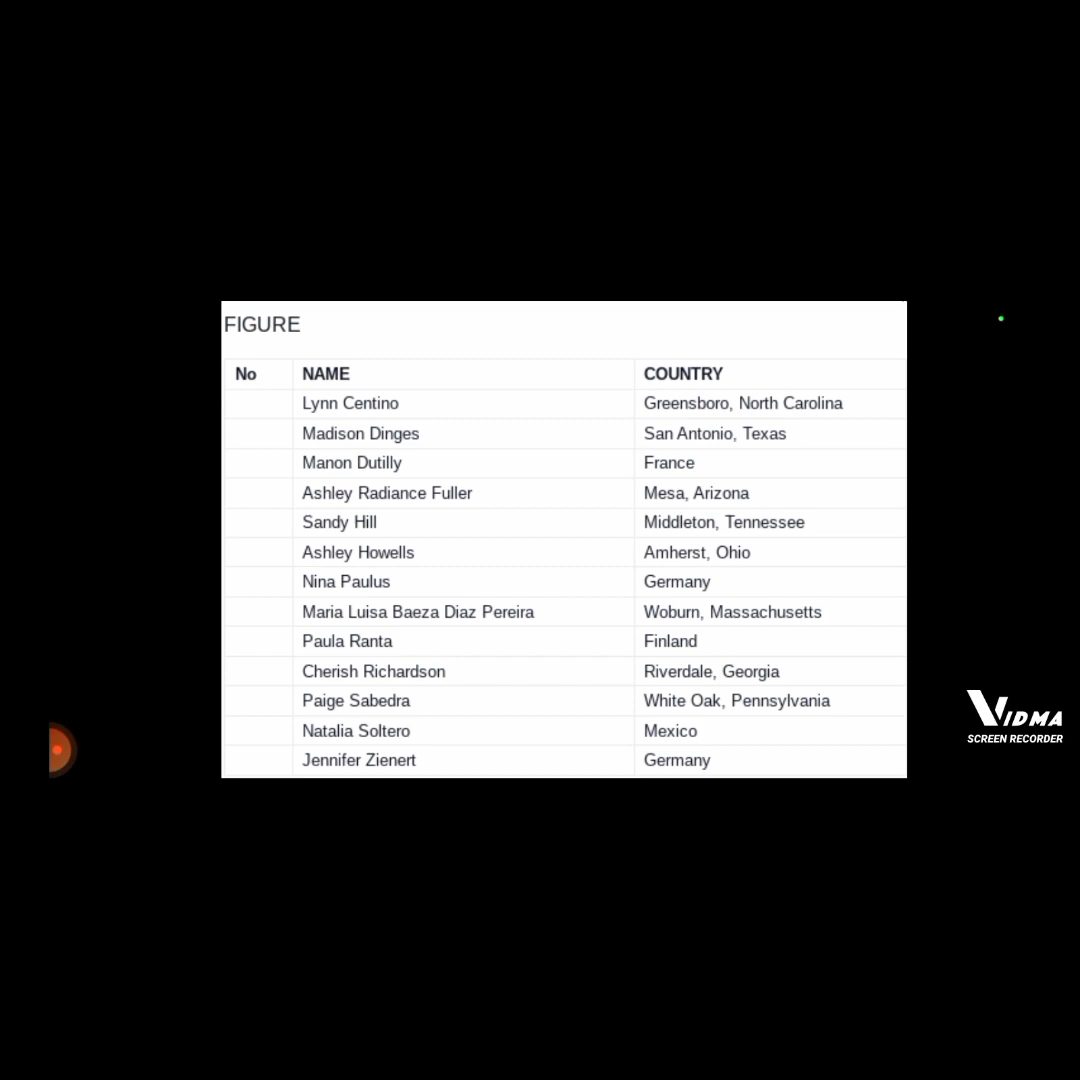 FIGURE
No NAME COUNTRY
Lynn Centino Greensboro, North Carolina
Madison Dinges San Antonio, Texas
Manon Dutilly France
Ashley Radiance Fuller Mesa, Arizona
Sandy Hill Middleton, Tennessee
Ashley Howells Amherst, Ohio
Nina Paulus Germany
Maria Luisa Baeza Diaz Pereira Woburn, Massachusetts
Paula Ranta Finland
Cherish Richardson Riverdale, Georgia
Paige Sabedra White Oak, Pennsylvania
Natalia Soltero Mexico
Jennifer Zienert Germany
VIDMA
SCREEN RECORDER